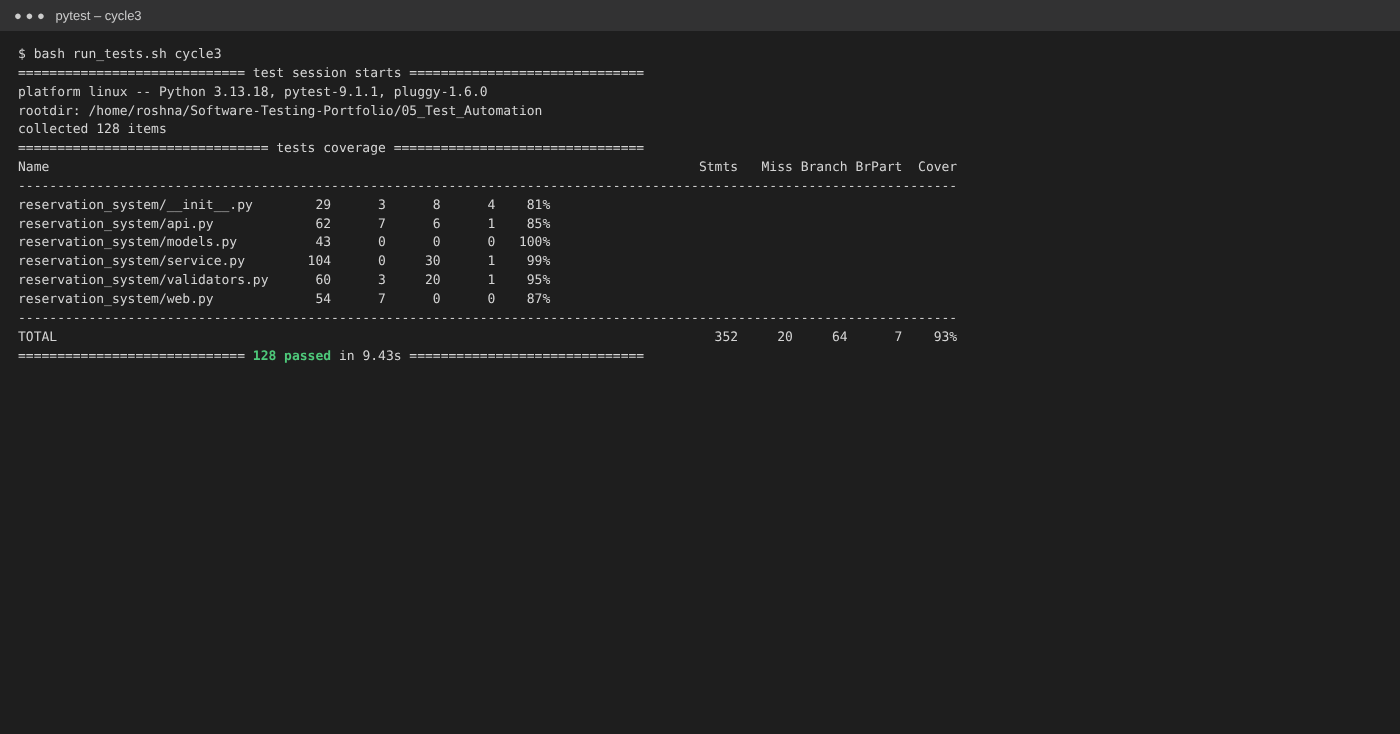 pytest – cycle3
$ bash run_tests.sh cycle3
============================= test session starts ==============================
platform linux -- Python 3.13.18, pytest-9.1.1, pluggy-1.6.0
rootdir: /home/roshna/Software-Testing-Portfolio/05_Test_Automation
collected 128 items
================================ tests coverage ================================
Name                                                                                   Stmts   Miss Branch BrPart  Cover
------------------------------------------------------------------------------------------------------------------------
reservation_system/__init__.py        29      3      8      4    81%
reservation_system/api.py             62      7      6      1    85%
reservation_system/models.py          43      0      0      0   100%
reservation_system/service.py        104      0     30      1    99%
reservation_system/validators.py      60      3     20      1    95%
reservation_system/web.py             54      7      0      0    87%
------------------------------------------------------------------------------------------------------------------------
TOTAL                                                                                    352     20     64      7    93%
============================= 128 passed in 9.43s ==============================